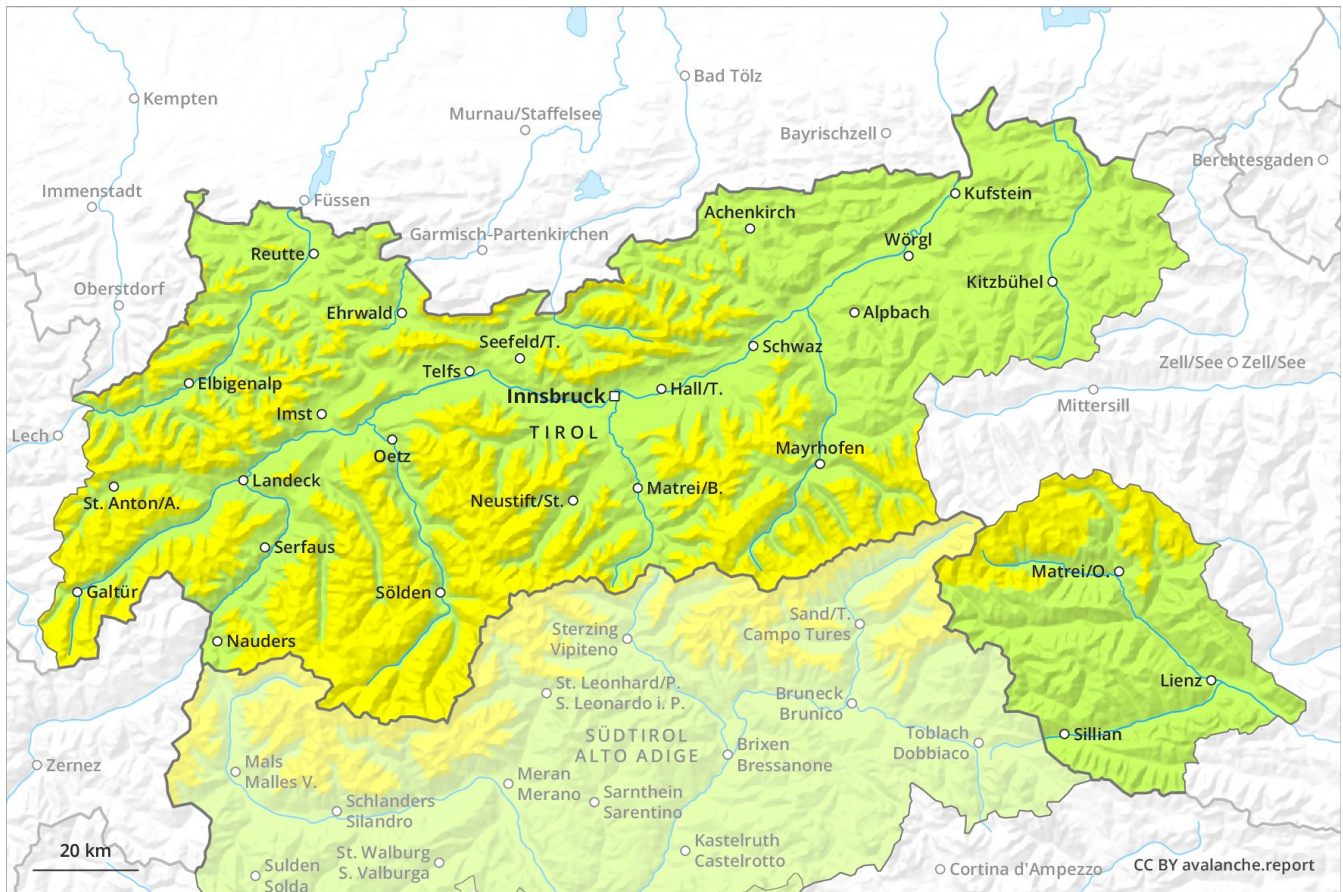 Kempten
Bad Tölz
Murnau/Staffelsee
Bayrischzell
Berchtesgaden
Immenstadt
Füssen
Kufstein
Achenkirch
Garmisch-Partenkirchen
Wörgl
Reutte
Kitzbühel
Oberstdorf
Ehrwald
Alpbach
Seefeld/T.
Schwaz
Zell/See
Zell/See
Telfs
Elbigenalp
Hall/T.
Innsbruck
Mittersill
Imst
TIROL
Lech
Oetz
Mayrhofen
Landeck
St. Anton/A.
Neustift/St.
Matrei/B.
Serfaus
Matrei/O.
Galtür
Sölden
Sand/T.
Campo Tures
Sterzing
Vipiteno
Nauders
Lienz
St. Leonhard/P.
S. Leonardo i. P.
Bruneck
Brunico
SÜDTIROL
ALTO ADIGE
Toblach
Dobbiaco
Sillian
Brixen
Bressanone
Zernez
Mals
Malles V.
Meran
Merano
Sarnthein
Sarentino
Schlanders
Silandro
20 km
St. Walburg
S. Valburga
Kastelruth
Castelrotto
Sulden
Solda
Cortina d'Ampezzo
CC BY avalanche.report